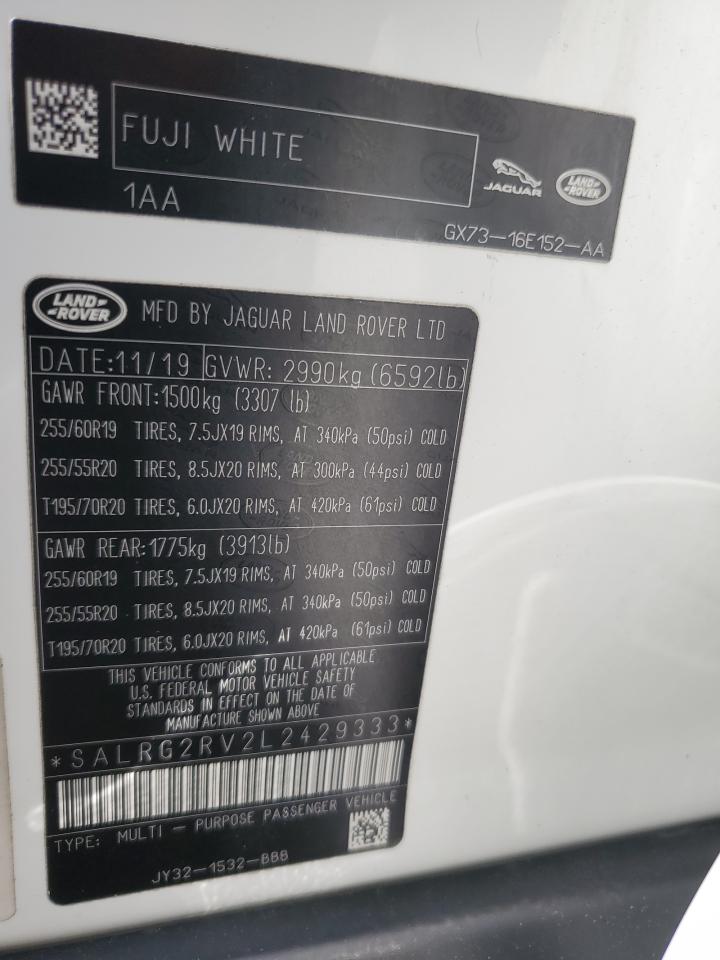 FUJI WHITE
1AA
JAGUAR
LAND ROVER
GX73-16E152-AA
LAND ROVER
MFD BY JAGUAR LAND ROVER LTD
DATE:11/19 GVWR: 2990kg (6592lb)
GAWR FRONT:1500kg (3307 lb)
255/60R19 TIRES, 7.5JX19 RIMS, AT 340kPa (50psi) COLD
255/55R20 TIRES, 8.5JX20 RIMS, AT 300kPa (44psi) COLD
T195/70R20 TIRES, 6.0JX20 RIMS, AT 420kPa (61psi) COLD
GAWR REAR:1775kg (3913lb)
255/60R19 TIRES, 7.5JX19 RIMS, AT 340kPa (50psi) COLD
255/55R20 TIRES, 8.5JX20 RIMS, AT 340kPa (50psi) COLD
T195/70R20 TIRES, 6.0JX20 RIMS, AT 420kPa (61psi) COLD
THIS VEHICLE CONFORMS TO ALL APPLICABLE
U.S. FEDERAL MOTOR VEHICLE SAFETY
STANDARDS IN EFFECT ON THE DATE OF
MANUFACTURE SHOWN ABOVE
*SALRG2RV2L2429333*
TYPE: MULTI - PURPOSE PASSENGER VEHICLE
JY32-1532-BBB